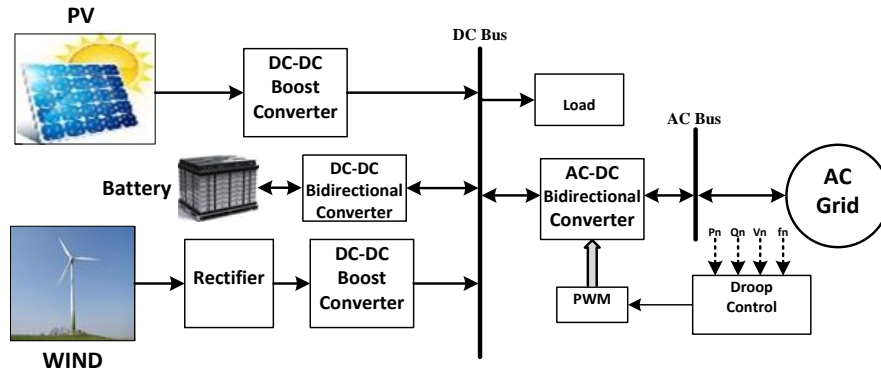 PV
DC-DC
Boost
Converter
DC Bus
Load
AC Bus
Battery
DC-DC
Bidirectional
Converter
AC-DC
Bidirectional
Converter
AC
Grid
Pn Qn Vn fn
Rectifier
DC-DC
Boost
Converter
PWM
Droop
Control
WIND